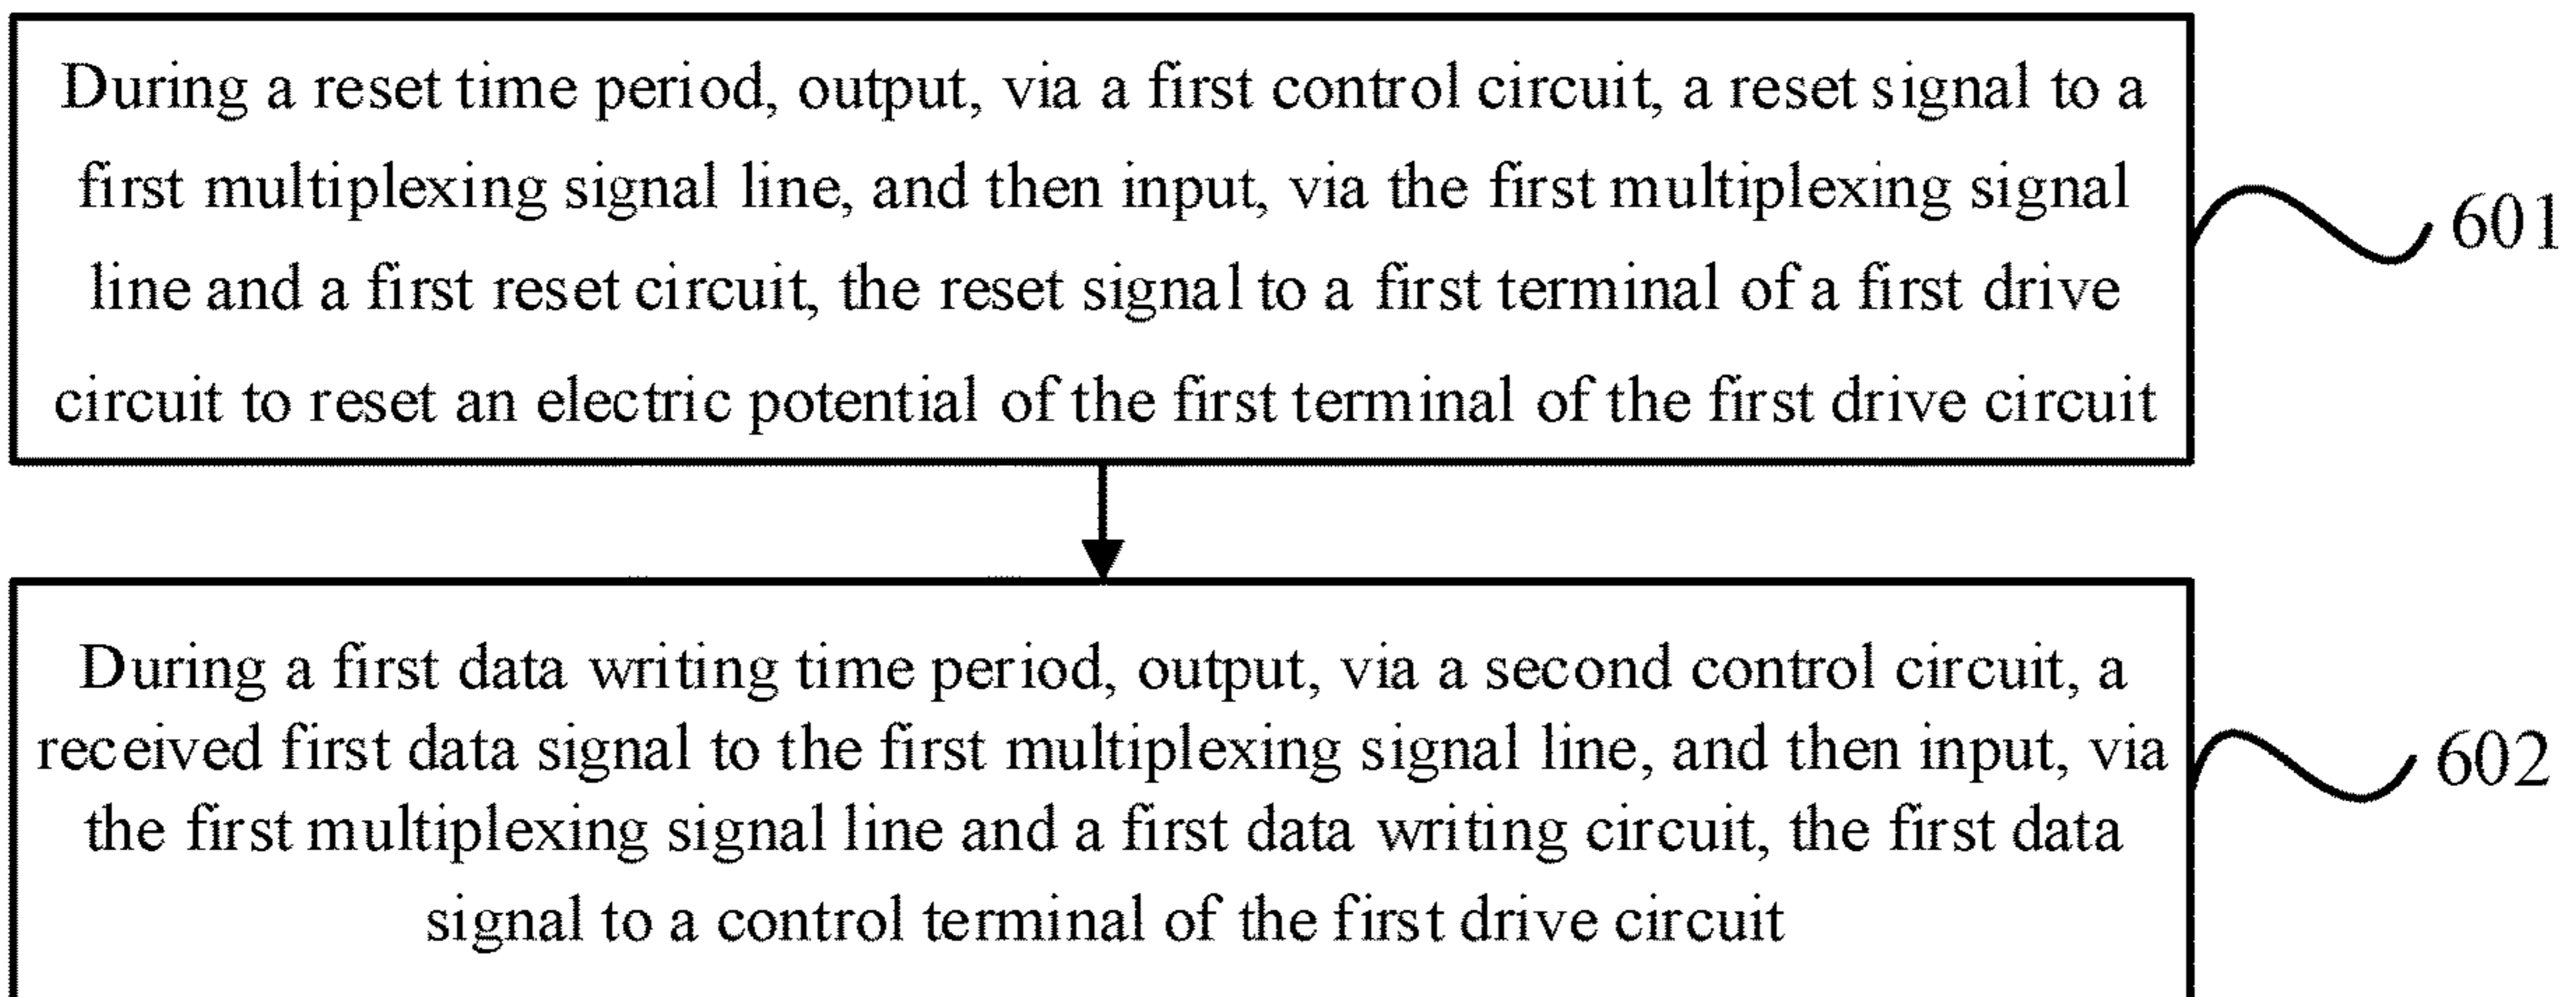 During a reset time period, output, via a first control circuit, a reset signal to a
first multiplexing signal line, and then input, via the first multiplexing signal
line and a first reset circuit, the reset signal to a first terminal of a first drive
circuit to reset an electric potential of the first terminal of the first drive circuit
601
During a first data writing time period, output, via a second control circuit, a
received first data signal to the first multiplexing signal line, and then input, via
the first multiplexing signal line and a first data writing circuit, the first data
signal to a control terminal of the first drive circuit
602